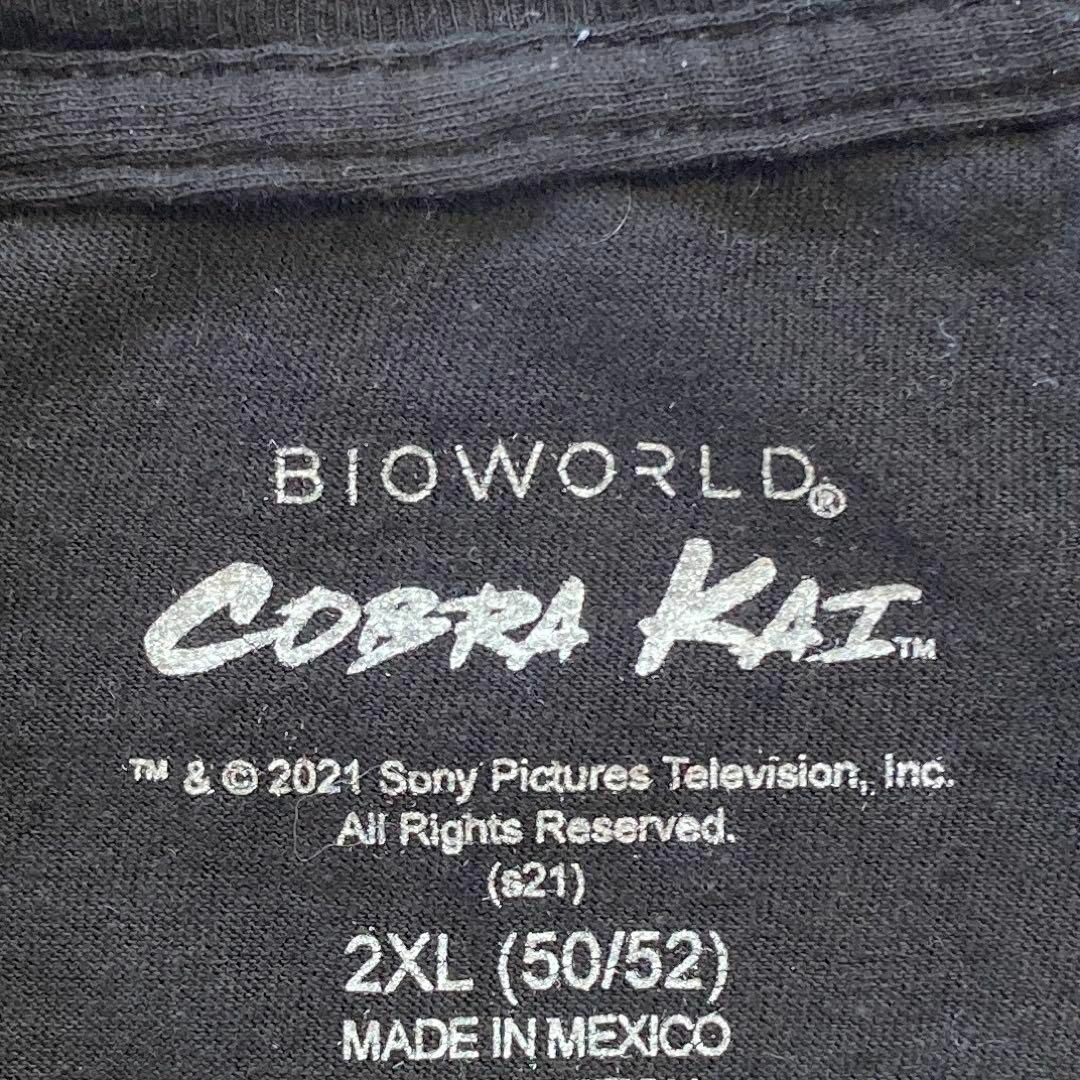 BIOWORLD®
COBRA KAI™
™ & © 2021 Sony Pictures Television, Inc.
All Rights Reserved.
(s21)
2XL (50/52)
MADE IN MEXICO